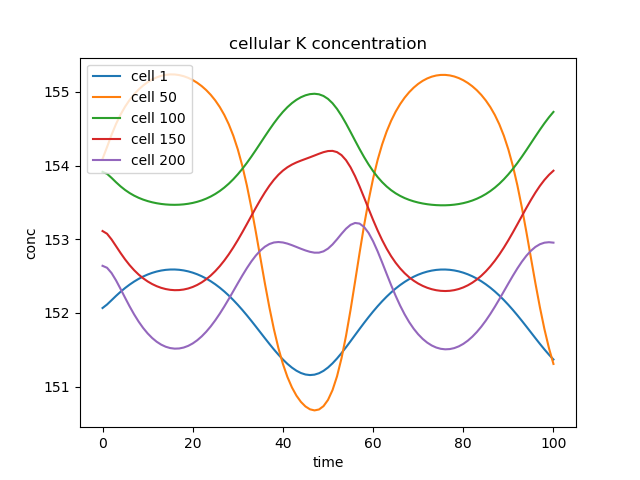 cellular K concentration
cell 1
cell 50
cell 100
cell 150
cell 200
155
154
153
152
151
conc
0 20 40 60 80 100
time